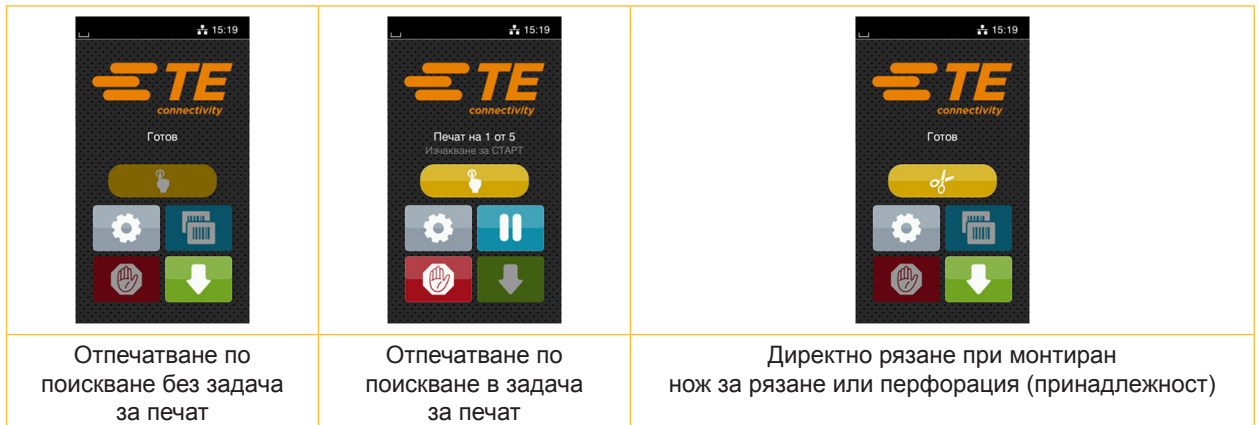 15:19
TE
connectivity
Готов
15:19
TE
connectivity
Печат на 1 от 5
Изчакване за СТАРТ
15:19
TE
connectivity
Готов
Отпечатване по
поискване без задача
за печат
Отпечатване по
поискване в задача
за печат
Директно рязане при монтиран
нож за рязане или перфорация (принадлежност)